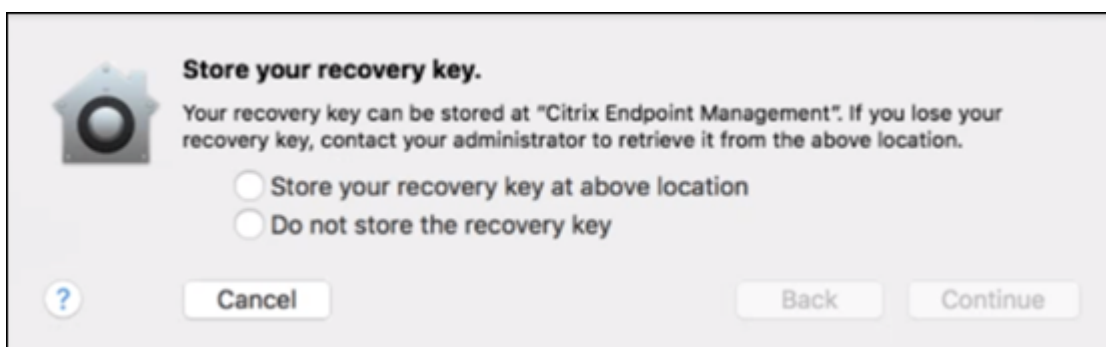 Store your recovery key.
Your recovery key can be stored at “Citrix Endpoint Management”. If you lose your
recovery key, contact your administrator to retrieve it from the above location.
Store your recovery key at above location
Do not store the recovery key
? Cancel Back Continue